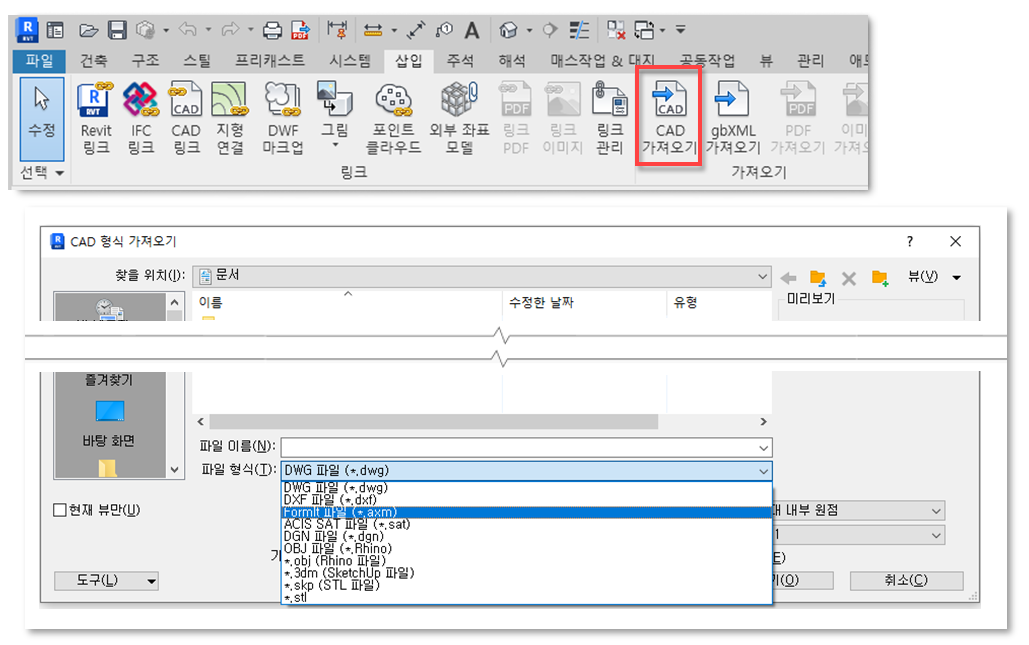 R
RVT
PDF
A
파일 건축 구조 스틸 프리캐스트 시스템 삽입 주석 해석 매스작업 & 대지 공동작업 뷰 관리
수정
Revit
링크
IFC
링크
CAD
링크
지형
연결
DWF
마크업
그림
포인트
클라우드
외부 좌표
모델
링크
PDF
링크
이미지
링크
관리
CAD
가져오기
gbXML
가져오기
PDF
가져오기
선택 링크 가져오기
CAD 형식 가져오기 ?
찾을 위치(I): 문서 뷰(V)
이름 수정한 날짜 유형 미리보기
즐겨찾기
바탕 화면
파일 이름(N):
파일 형식(T): DWG 파일 (*.dwg)
DWG 파일 (*.dwg)
DXF 파일 (*.dxf)
FormIt 파일 (*.axm)
ACIS SAT 파일 (*.sat)
DGN 파일 (*.dgn)
OBJ 파일 (*.Rhino)
*.obj (Rhino 파일)
*.3dm (SketchUp 파일)
*.skp (STL 파일)
*.stl
현재 뷰만(U) 내부 원점
도구(L) (O) 취소(C)